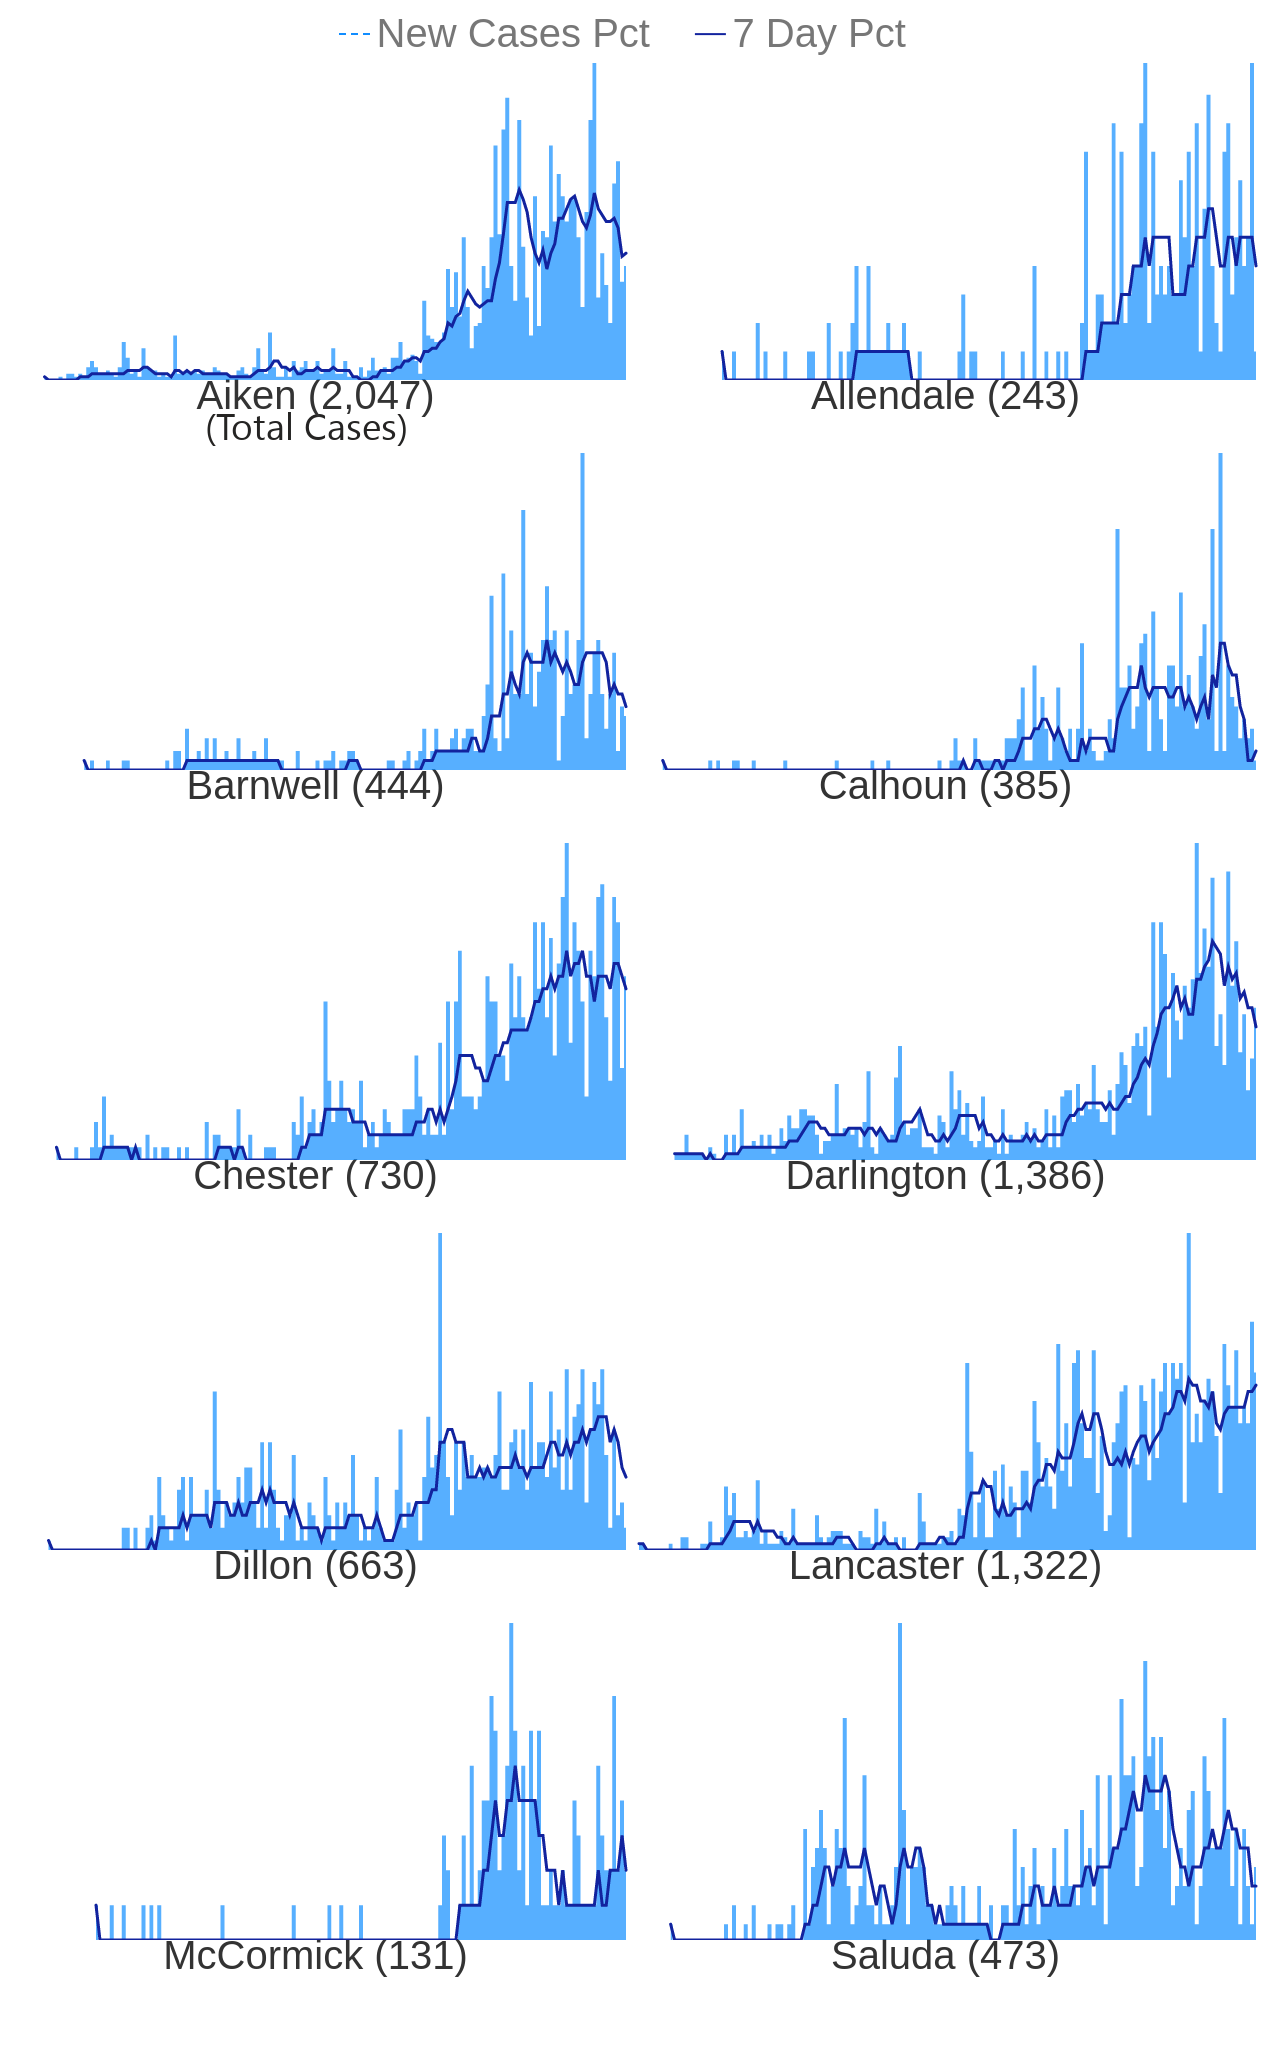 New Cases Pct 7 Day Pct
Aiken (2,047) Allendale (243)
(Total Cases)
Barnwell (444) Calhoun (385)
Chester (730) Darlington (1,386)
Dillon (663) Lancaster (1,322)
McCormick (131) Saluda (473)